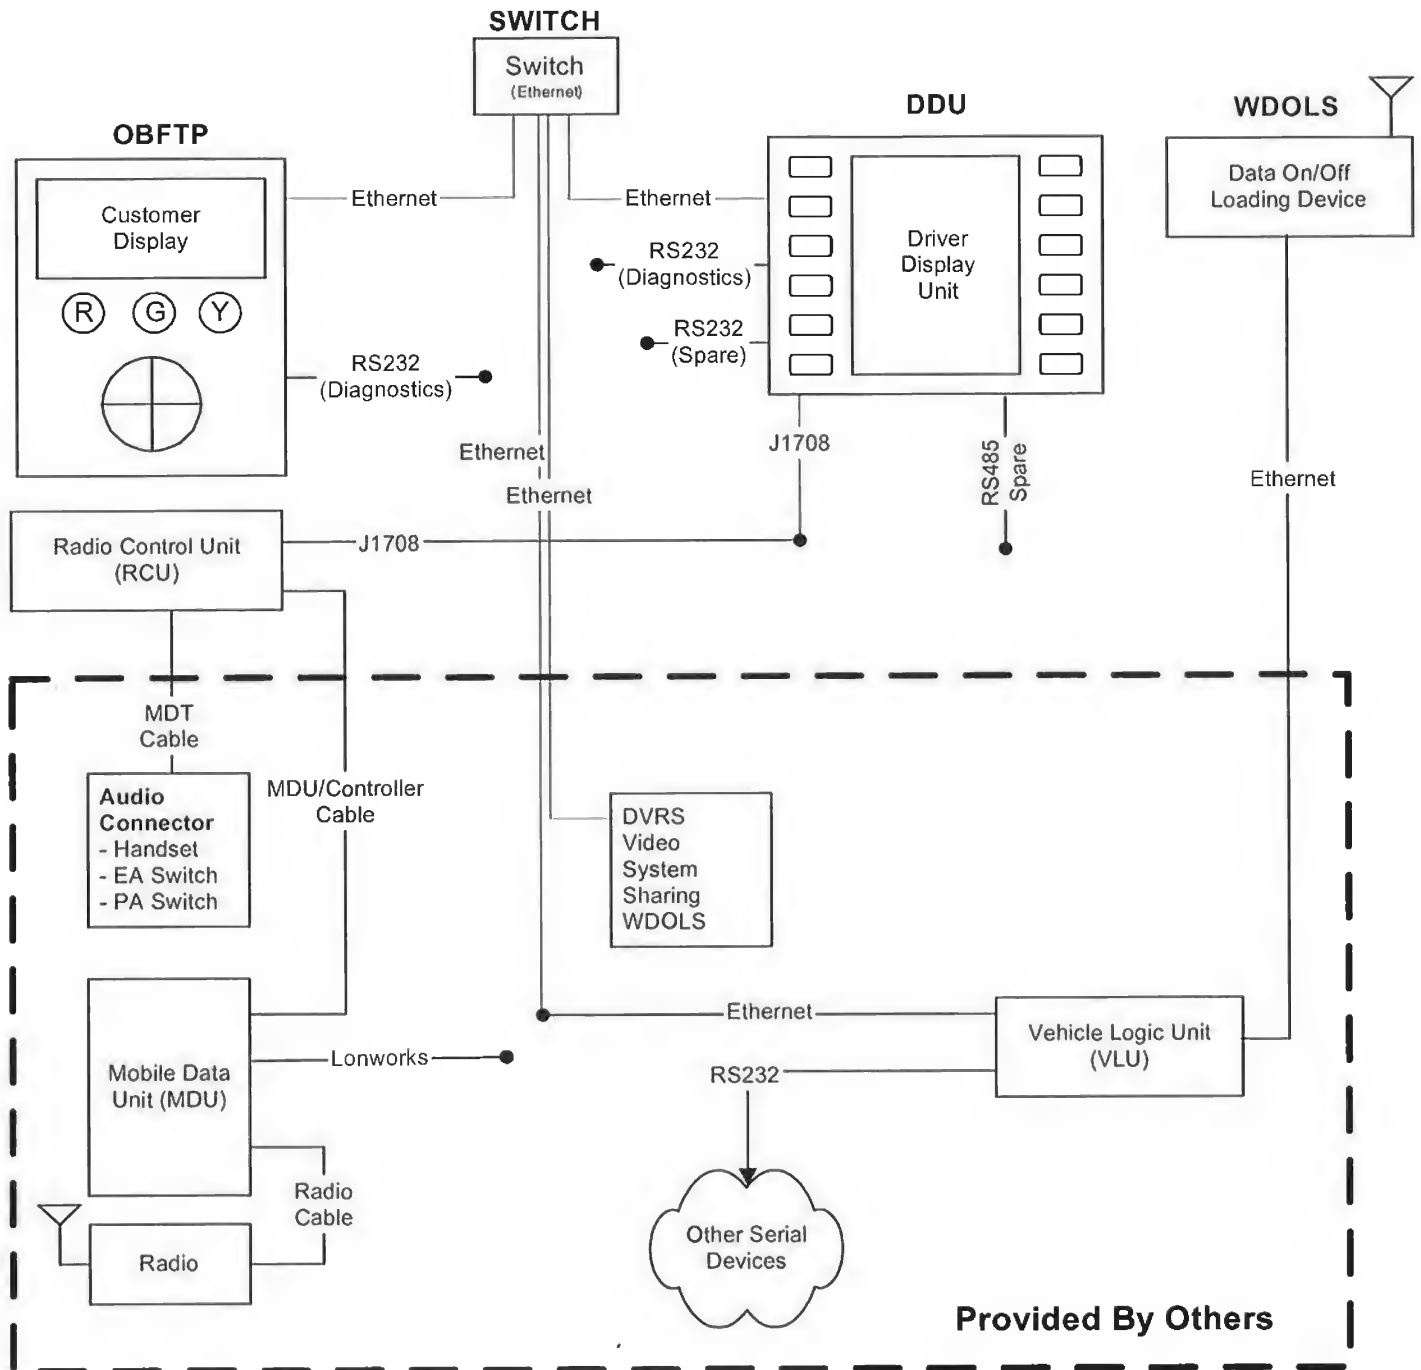 SWITCH
Switch
(Ethernet)
DDU
WDOLS
OBFTP
Customer
Display
R
G
Y
Ethernet
Ethernet
RS232
(Diagnostics)
RS232
(Spare)
Driver
Display
Unit
Data On/Off
Loading Device
RS232
(Diagnostics)
Ethernet
Ethernet
J1708
RS485
Spare
Ethernet
Radio Control Unit
(RCU)
J1708
MDT
Cable
Audio
Connector
- Handset
- EA Switch
- PA Switch
MDU/Controller
Cable
DVRS
Video
System
Sharing
WDOLS
Mobile Data
Unit (MDU)
Lonworks
Ethernet
RS232
Vehicle Logic Unit
(VLU)
Radio
Cable
Radio
Other Serial
Devices
Provided By Others